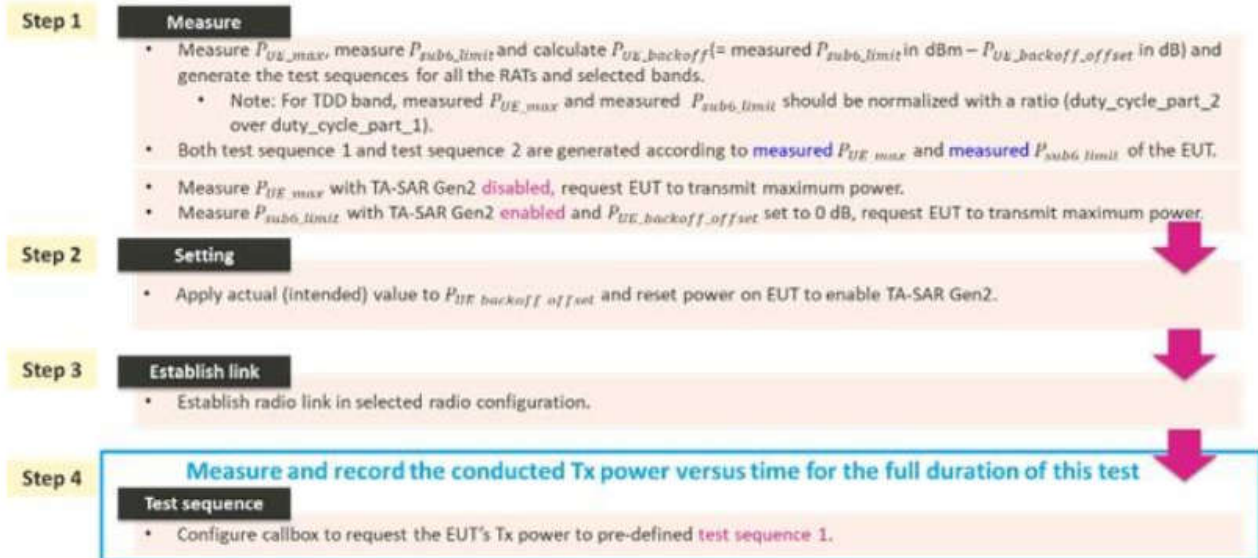 Step 1
Measure
• Measure P_UE_max, measure P_sub6_limit and calculate P_UE_backoff(= measured P_sub6_limit in dBm – P_UE_backoff_offset in dB) and
generate the test sequences for all the RATs and selected bands.
• Note: For TDD band, measured P_UE_max and measured P_sub6_limit should be normalized with a ratio (duty_cycle_part_2
over duty_cycle_part_1).
• Both test sequence 1 and test sequence 2 are generated according to measured P_UE_max and measured P_sub6_limit of the EUT.
• Measure P_UE_max with TA-SAR Gen2 disabled, request EUT to transmit maximum power.
• Measure P_sub6_limit with TA-SAR Gen2 enabled and P_UE_backoff_offset set to 0 dB, request EUT to transmit maximum power.
Step 2
Setting
• Apply actual (intended) value to P_UE_backoff_offset and reset power on EUT to enable TA-SAR Gen2.
Step 3
Establish link
• Establish radio link in selected radio configuration.
Step 4
Measure and record the conducted Tx power versus time for the full duration of this test
Test sequence
• Configure callbox to request the EUT's Tx power to pre-defined test sequence 1.